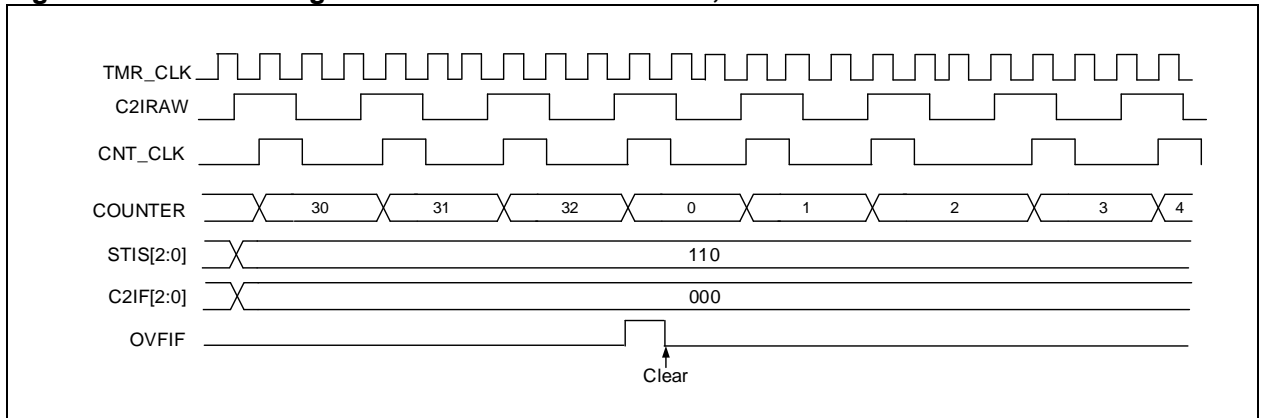 TMR_CLK
C2IRAW
CNT_CLK
COUNTER 30 31 32 0 1 2 3 4
STIS[2:0] 110
C2IF[2:0] 000
OVFIF
Clear